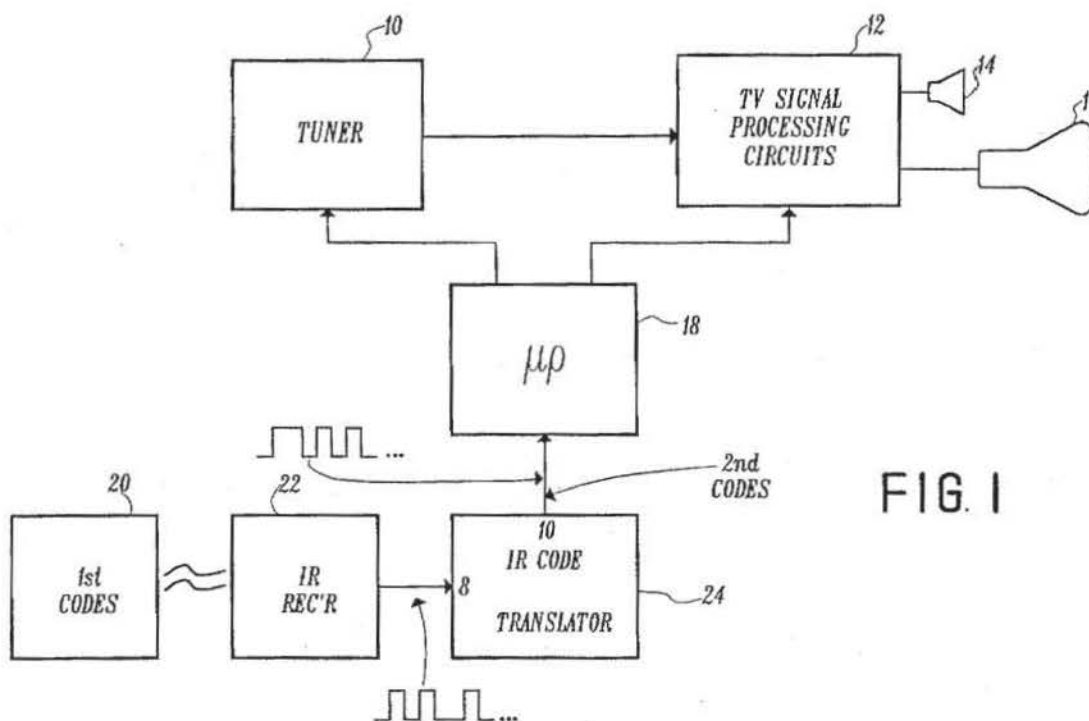 10
12
14
TUNER
TV SIGNAL
PROCESSING
CIRCUITS
18
μρ
...
2nd
CODES
20
22
FIG. 1
10
1st
CODES
IR
REC'R
8
IR CODE
TRANSLATOR
24
...